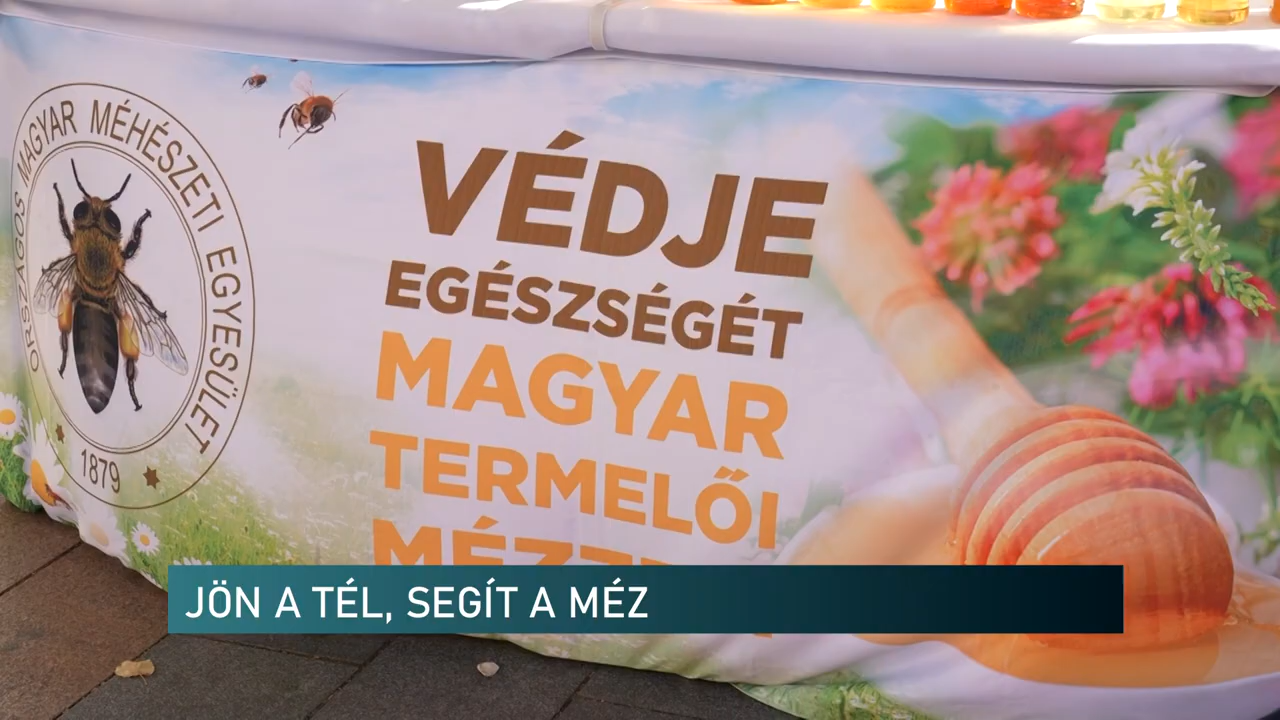 ORSZÁGOS MAGYAR MÉHÉSZETI EGYESÜLET
1879
VÉDJE
EGÉSZSÉGÉT
MAGYAR
TERMELŐI
JÖN A TÉL, SEGÍT A MÉZ